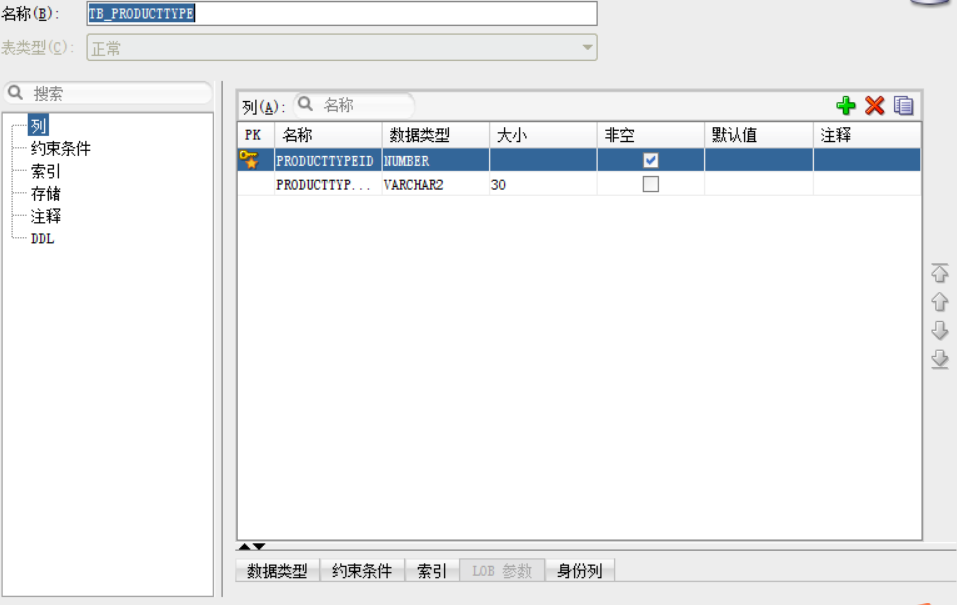 名称(B): TB_PRODUCTTYPE
表类型(C): 正常
搜索
列
约束条件
索引
存储
注释
DDL
列(A): 名称
PK 名称 数据类型 大小 非空 默认值 注释
PRODUCTTYPEID NUMBER
PRODUCTTYP... VARCHAR2 30
数据类型 约束条件 索引 LOB 参数 身份列